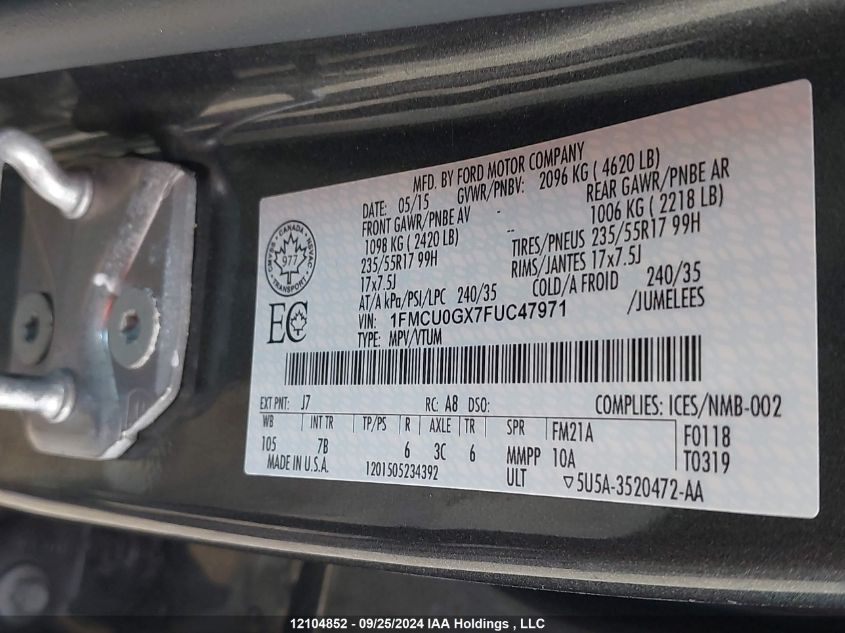 MFD. BY FORD MOTOR COMPANY
DATE: 05/15 GVWR/PNBV: 2096 KG ( 4620 LB)
FRONT GAWR/PNBE AV - REAR GAWR/PNBE AR
1098 KG ( 2420 LB) -- 1006 KG ( 2218 LB)
235/55R17 99H TIRES/PNEUS 235/55R17 99H
17x7.5J RIMS/JANTES 17x7.5J
AT/A kPa/PSI/LPC 240/35 COLD/A FROID 240/35
VIN: 1FMCU0GX7FUC47971 /JUMELEES
TYPE: MPV/VTUM
CANADA
NSVAC
TRANSPORT
CMVSS
977
EC
EXT PNT: J7 RC: A8 DSO: COMPLIES: ICES/NMB-002
WB INT TR TP/PS R AXLE TR SPR FM21A F0118
105 7B 6 3C 6 MMPP 10A T0319
MADE IN U.S.A. 1201505234392 ULT ▽5U5A-3520472-AA
12104852 - 09/25/2024 IAA Holdings , LLC